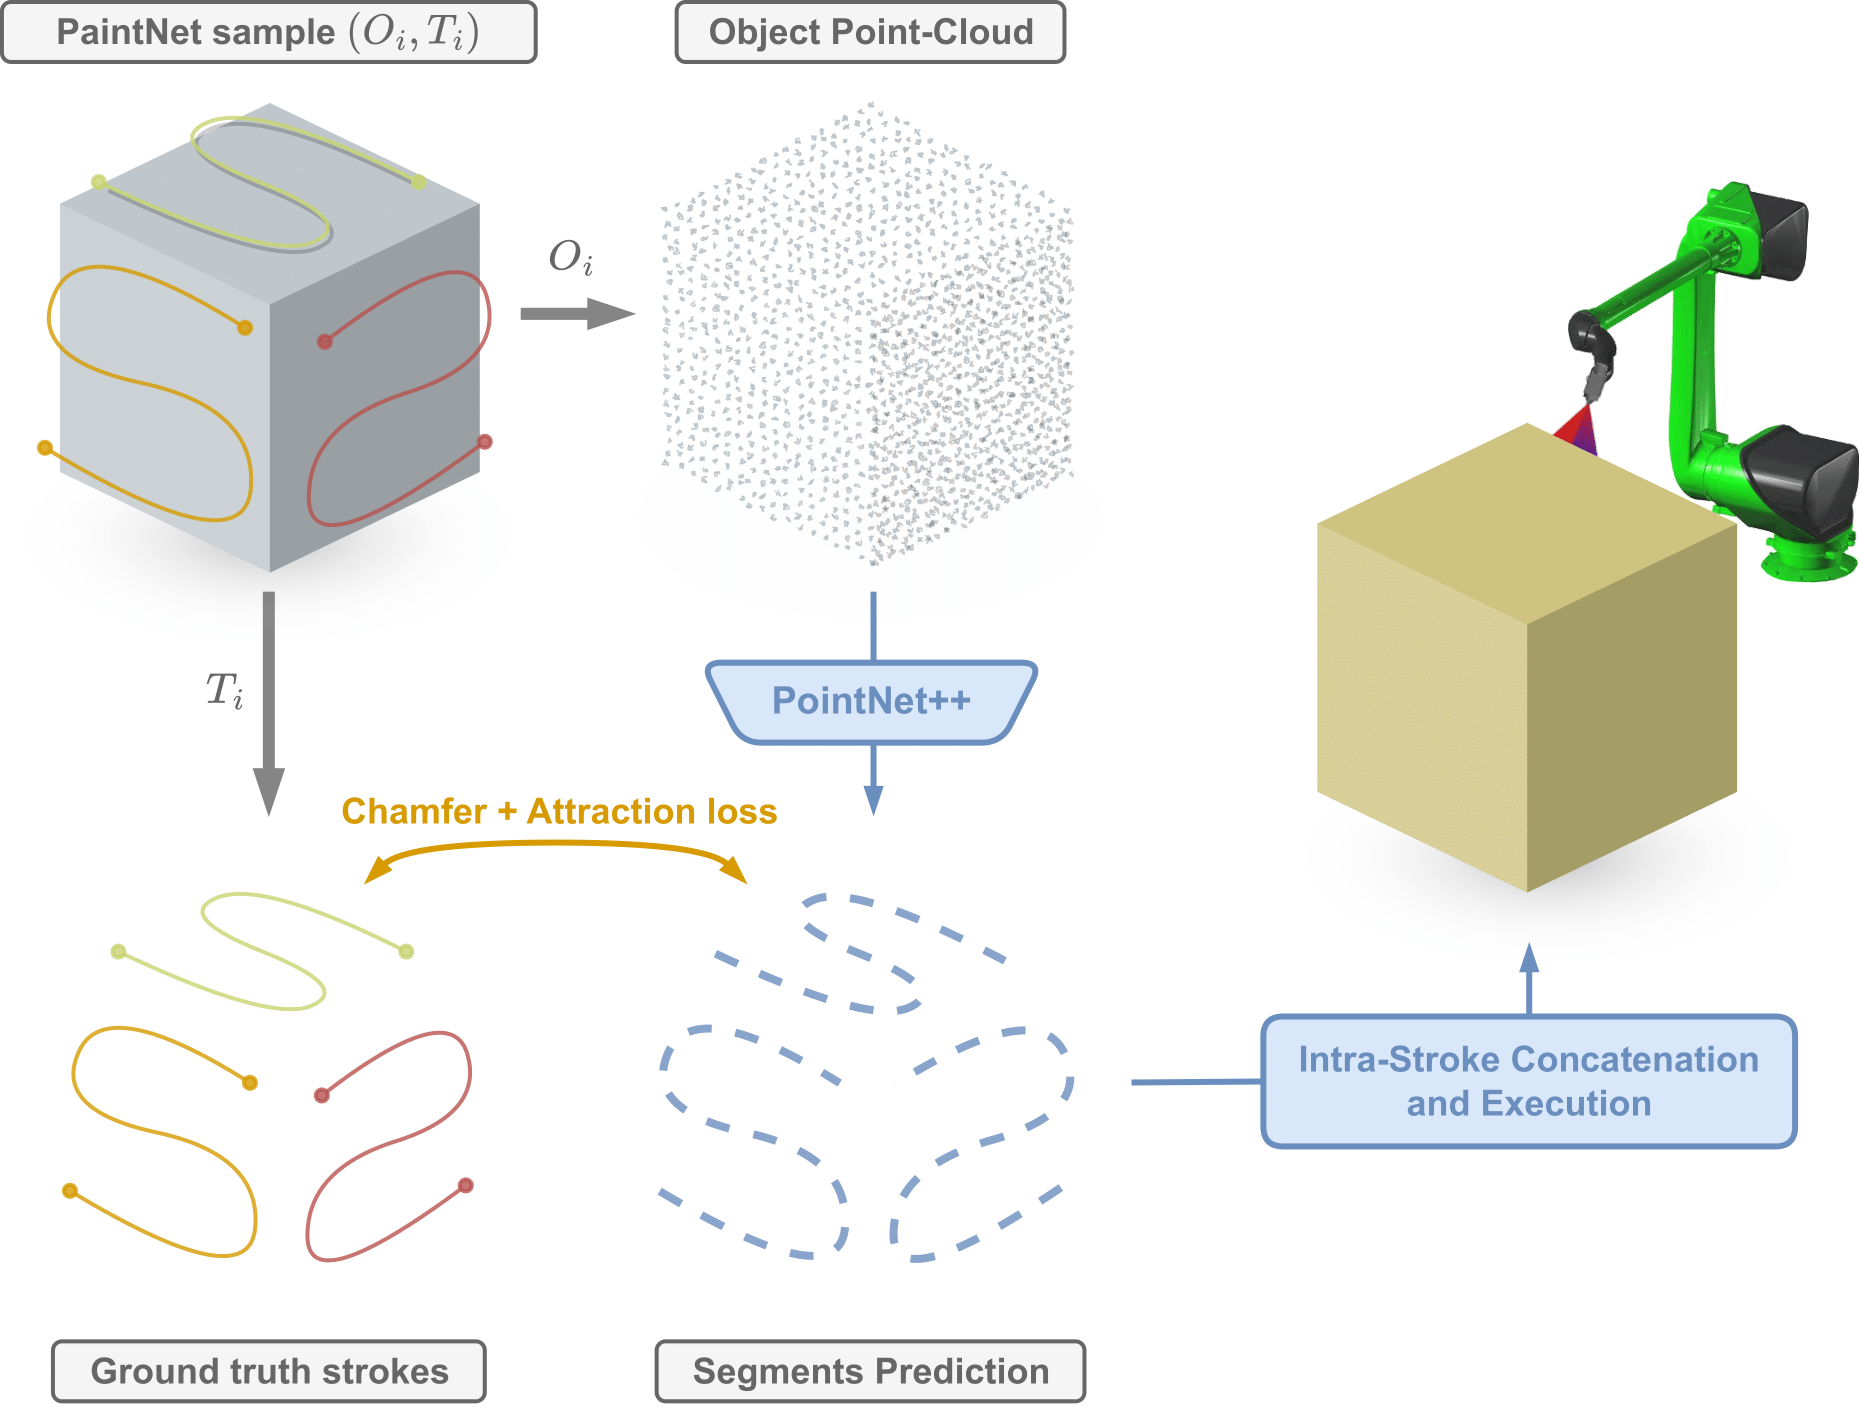 PaintNet sample $(O_i, T_i)$
Object Point-Cloud
$O_i$
$T_i$
PointNet++
Chamfer + Attraction loss
Intra-Stroke Concatenation
and Execution
Ground truth strokes
Segments Prediction